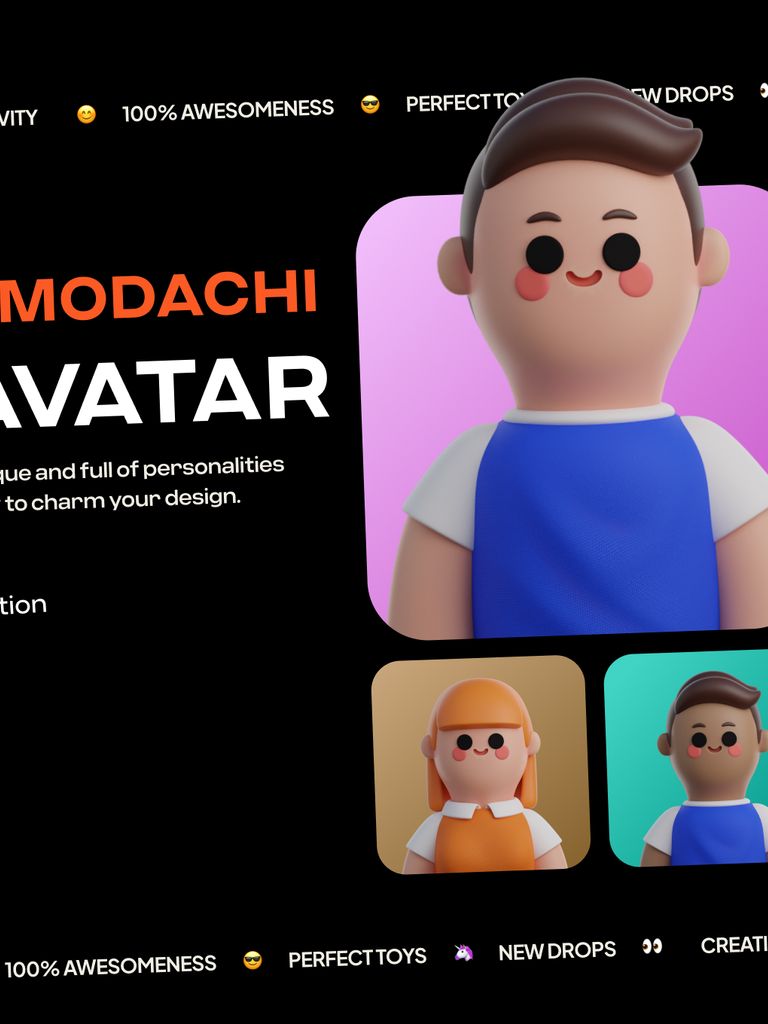 VITY 😊 100% AWESOMENESS 😎 PERFECT TOY EW DROPS 👀
MODACHI
AVATAR
que and full of personalities
to charm your design.
tion
100% AWESOMENESS 😎 PERFECT TOYS 🦄 NEW DROPS 👀 CREATI